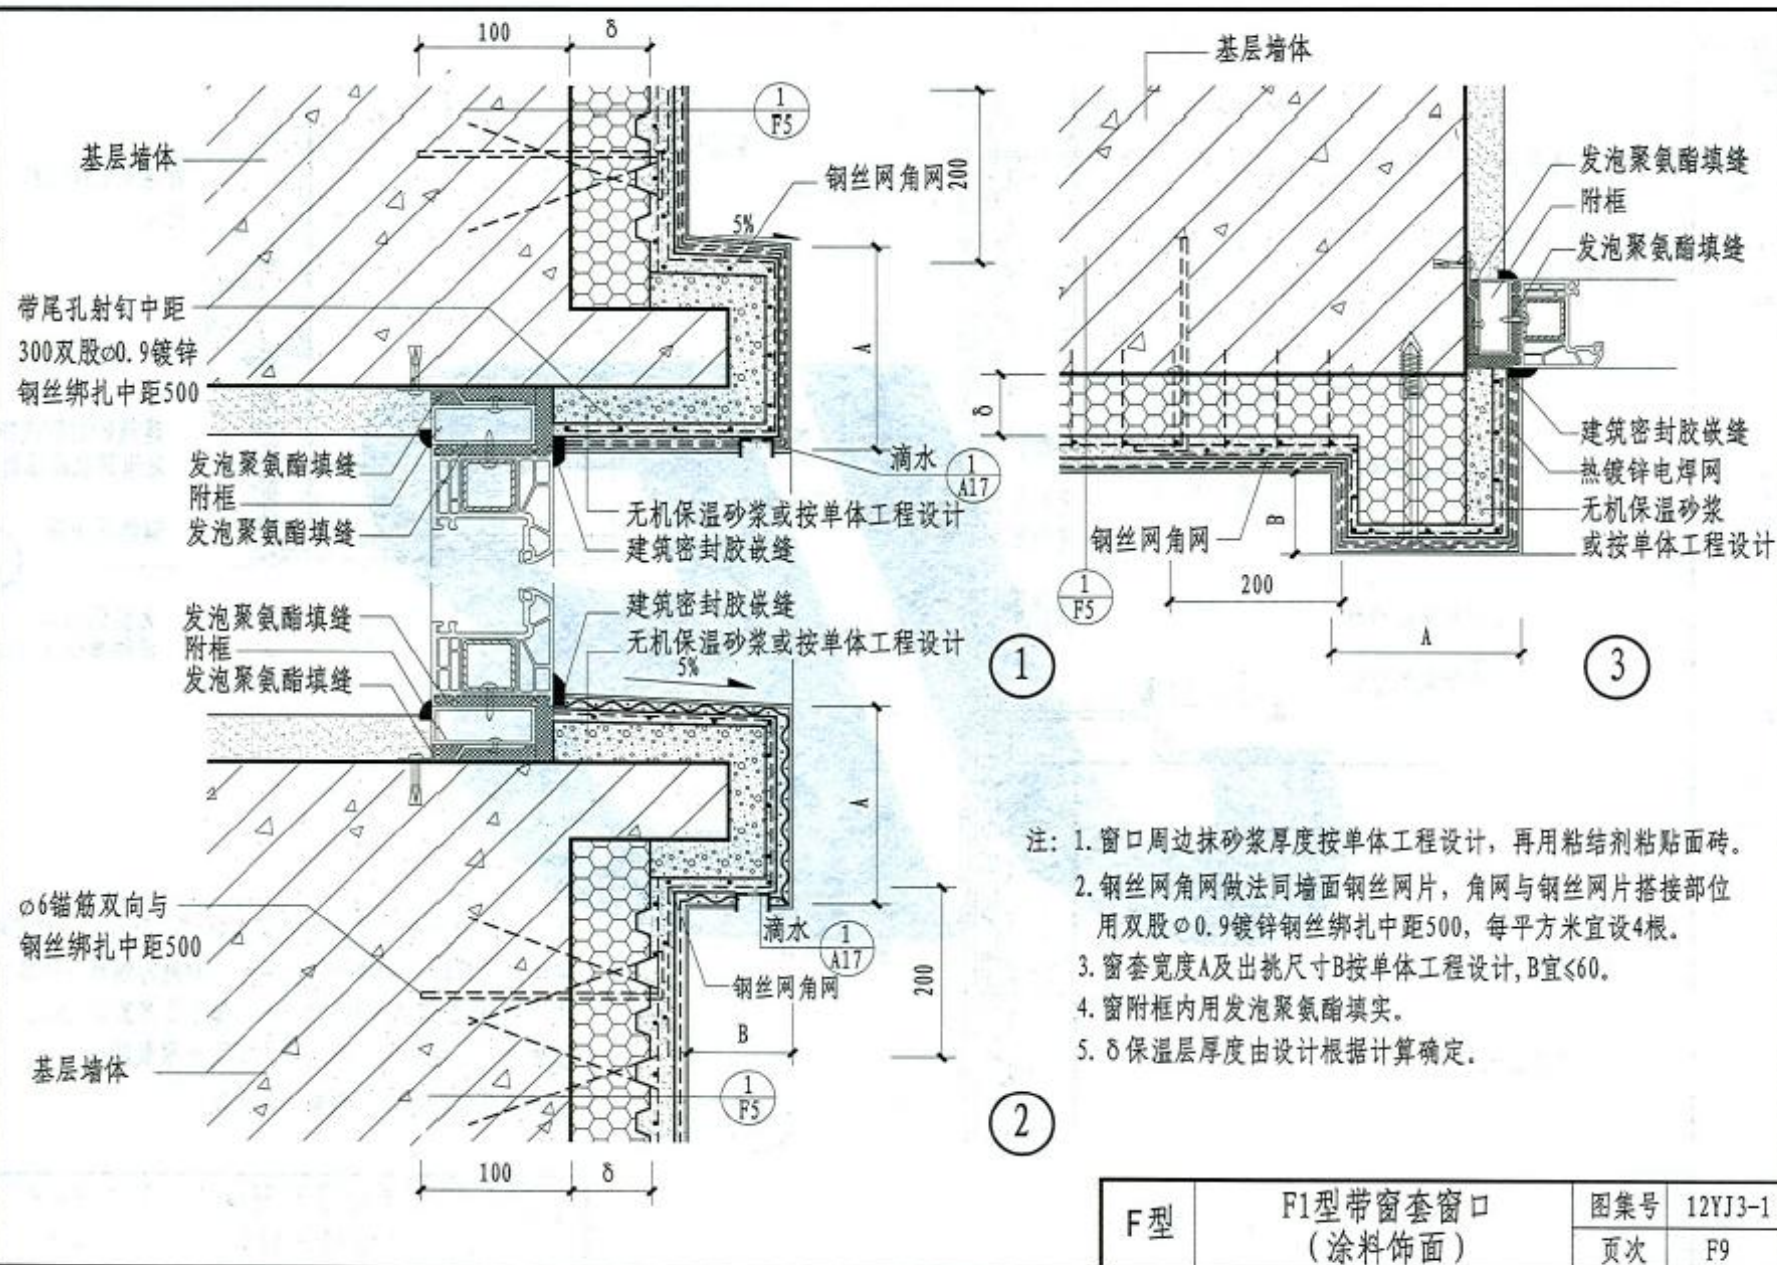 100
δ
1
F5
基层墙体
钢丝网角网
200
5%
带尾孔射钉中距
300双股∅0.9镀锌
钢丝绑扎中距500
A
发泡聚氨酯填缝
附框
发泡聚氨酯填缝
滴水
1
A17
无机保温砂浆或按单体工程设计
建筑密封胶嵌缝
①
发泡聚氨酯填缝
附框
发泡聚氨酯填缝
建筑密封胶嵌缝
无机保温砂浆或按单体工程设计
5%
A
∅6锚筋双向与
钢丝绑扎中距500
滴水
1
A17
钢丝网角网
200
B
基层墙体
1
F5
②
100
δ
基层墙体
发泡聚氨酯填缝
附框
发泡聚氨酯填缝
δ
建筑密封胶嵌缝
热镀锌电焊网
无机保温砂浆
或按单体工程设计
B
钢丝网角网
1
F5
200
A
③
注: 1. 窗口周边抹砂浆厚度按单体工程设计, 再用粘结剂粘贴面砖。
2. 钢丝网角网做法同墙面钢丝网片, 角网与钢丝网片搭接部位
用双股∅0.9镀锌钢丝绑扎中距500, 每平方米宜设4根。
3. 窗套宽度A及出挑尺寸B按单体工程设计, B宜≤60。
4. 窗附框内用发泡聚氨酯填实。
5. δ保温层厚度由设计根据计算确定。
F型
F1型带窗套窗口
(涂料饰面)
图集号 12YJ3-1
页次 F9